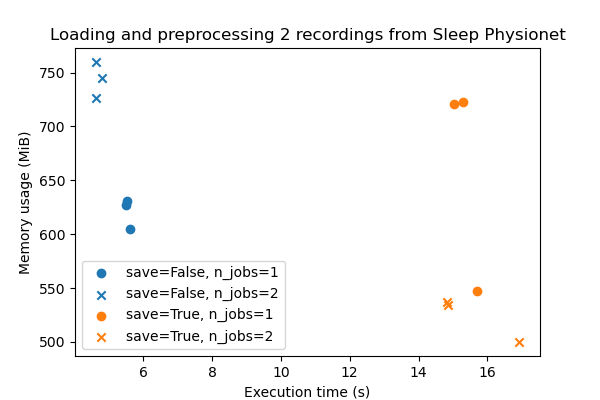 Loading and preprocessing 2 recordings from Sleep Physionet
Memory usage (MiB)
750
700
650
600
550
500
save=False, n_jobs=1
save=False, n_jobs=2
save=True, n_jobs=1
save=True, n_jobs=2
6 8 10 12 14 16
Execution time (s)